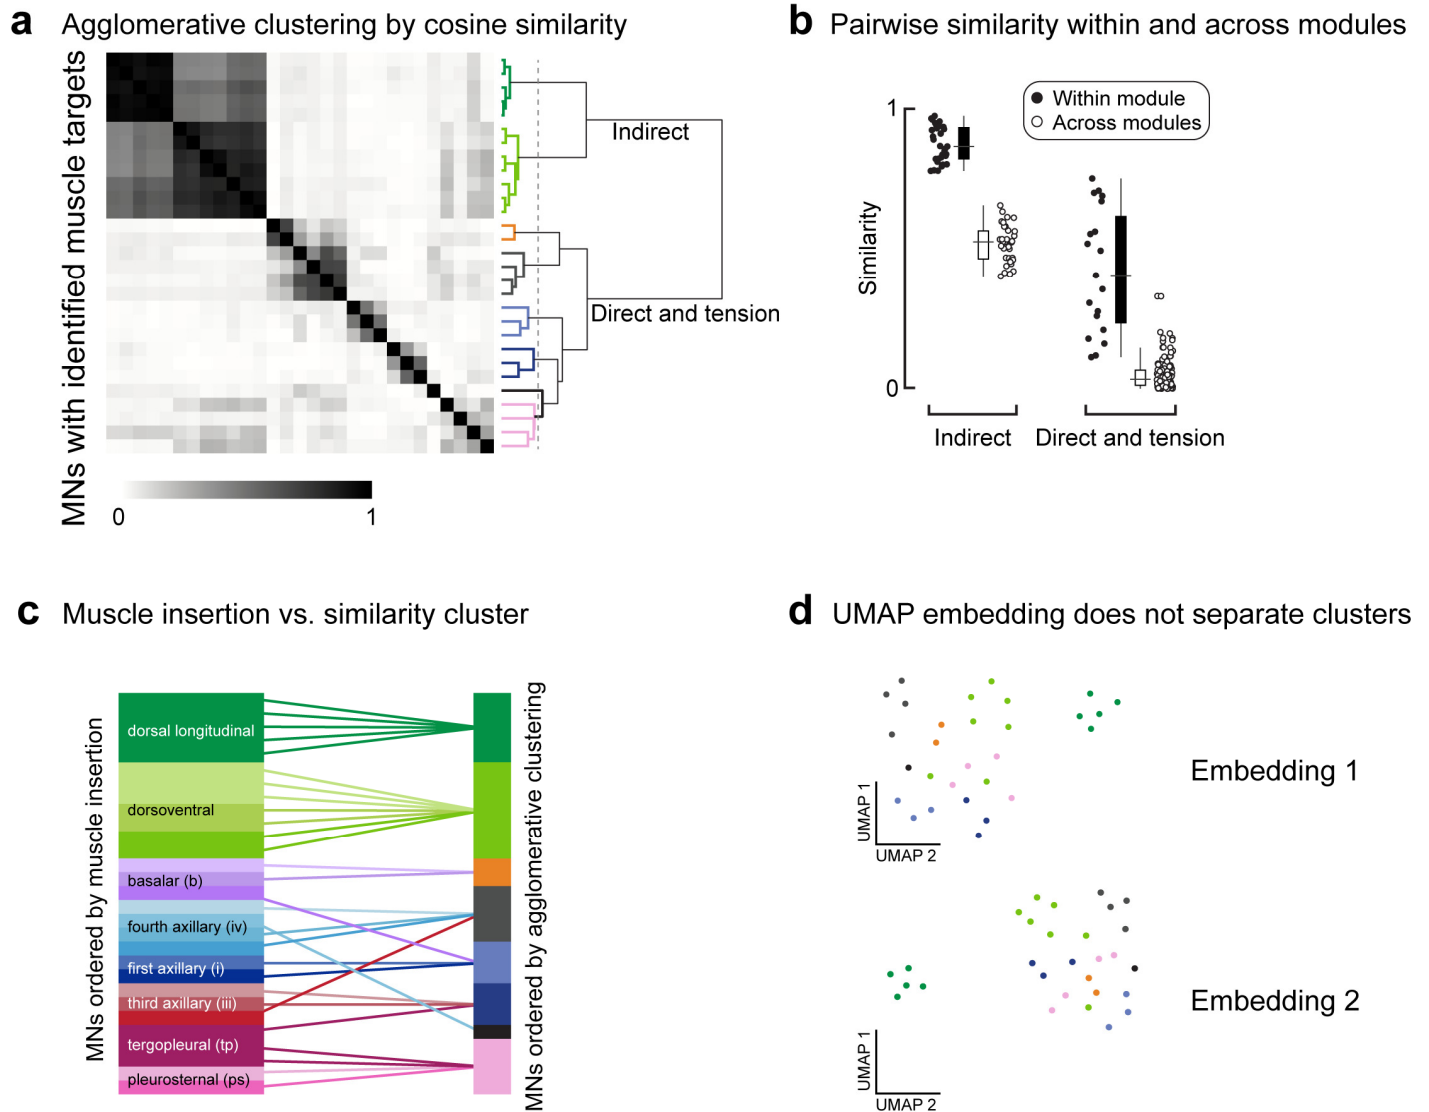 a Agglomerative clustering by cosine similarity
MNs with identified muscle targets
Indirect
Direct and tension
0
1
b Pairwise similarity within and across modules
Within module
Across modules
Similarity
1
0
Indirect
Direct and tension
c Muscle insertion vs. similarity cluster
MNs ordered by muscle insertion
dorsal longitudinal
dorsoventral
basalar (b)
fourth axillary (iv)
first axillary (i)
third axillary (iii)
tergopleural (tp)
pleurosternal (ps)
MNs ordered by agglomerative clustering
d UMAP embedding does not separate clusters
Embedding 1
UMAP 1
UMAP 2
Embedding 2
UMAP 1
UMAP 2